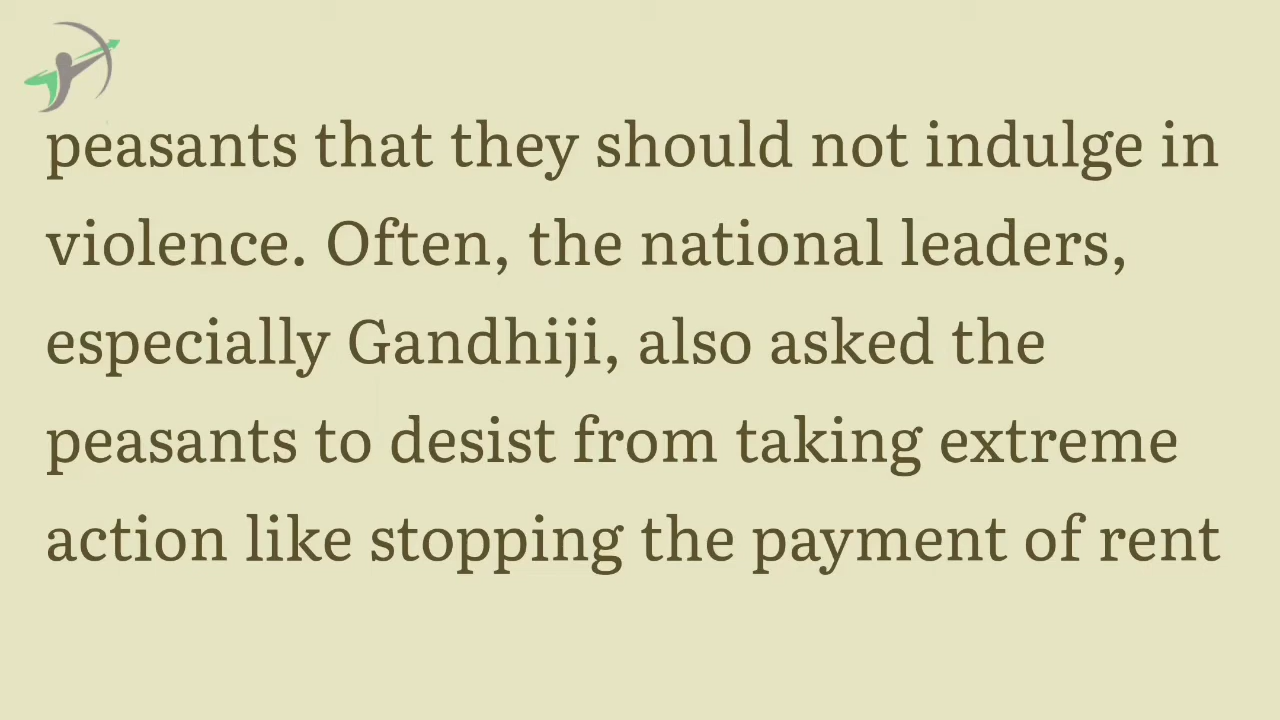 peasants that they should not indulge in
violence. Often, the national leaders,
especially Gandhiji, also asked the
peasants to desist from taking extreme
action like stopping the payment of rent